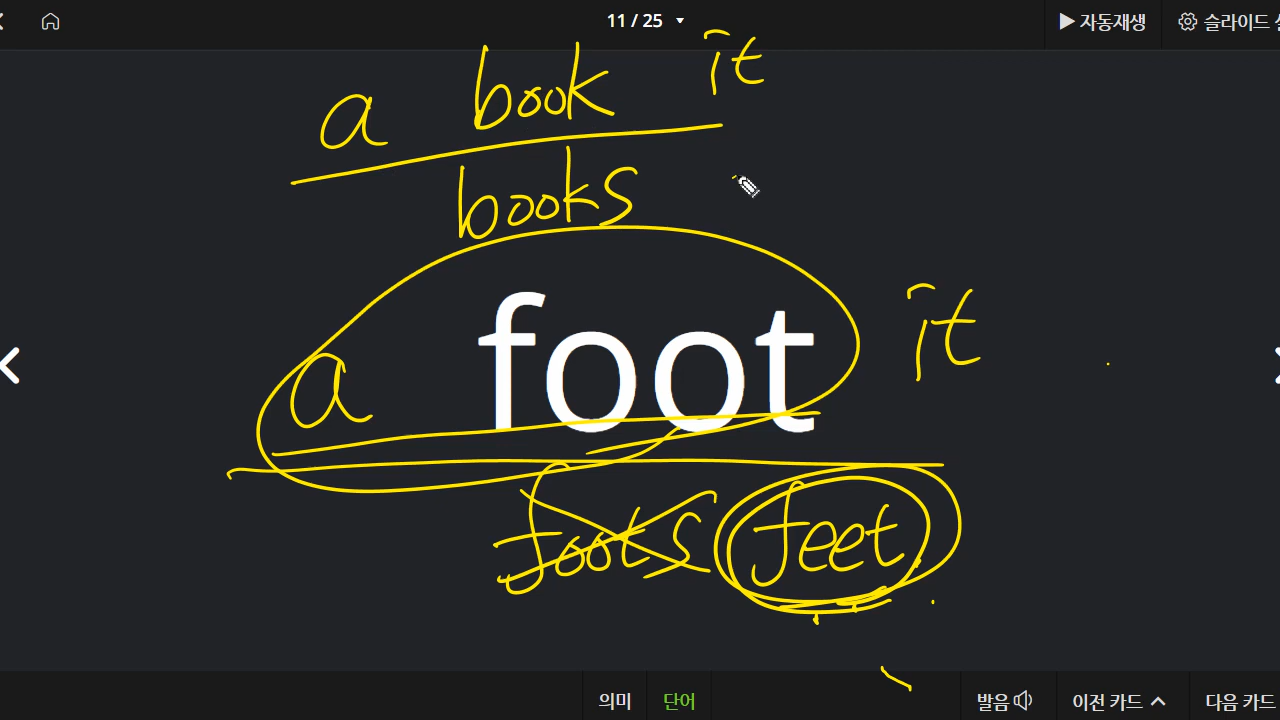 11 / 25 자동재생 슬라이드
a book it
books
a foot it
foots feet
의미 단어 발음 이전 카드 다음 카드